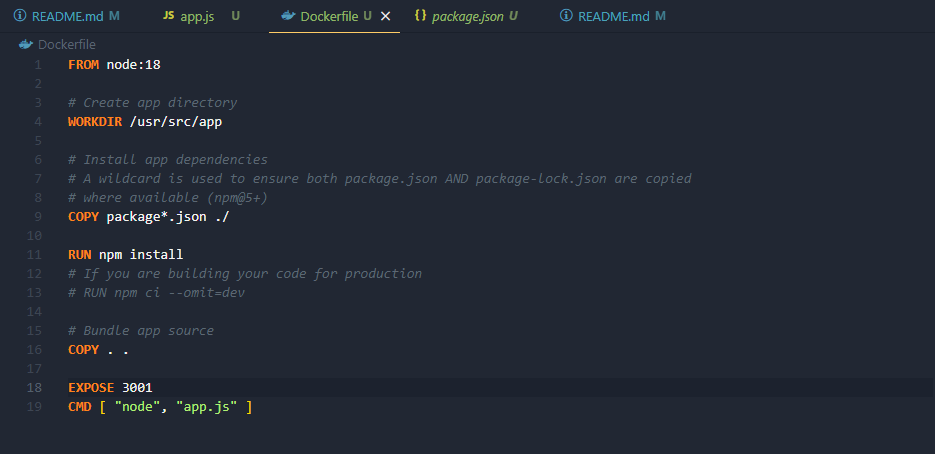 README.md M
JS app.js U
Dockerfile U
{} package.json U
README.md M
Dockerfile
1 FROM node:18
2
3 # Create app directory
4 WORKDIR /usr/src/app
5
6 # Install app dependencies
7 # A wildcard is used to ensure both package.json AND package-lock.json are copied
8 # where available (npm@5+)
9 COPY package*.json ./
10
11 RUN npm install
12 # If you are building your code for production
13 # RUN npm ci --omit=dev
14
15 # Bundle app source
16 COPY . .
17
18 EXPOSE 3001
19 CMD [ "node", "app.js" ]